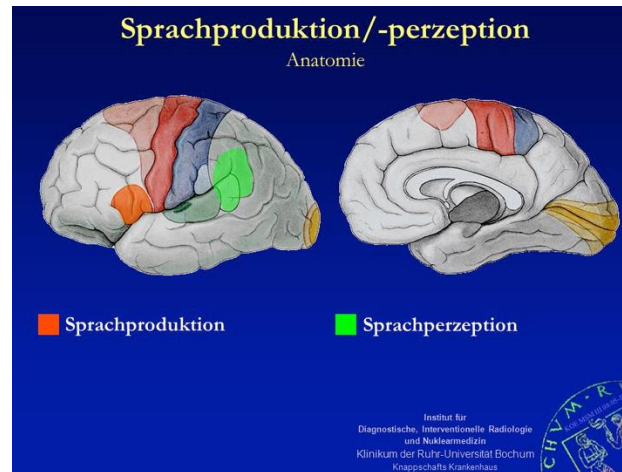 Sprachproduktion/-perzeption
Anatomie
Sprachproduktion
Sprachperzeption
Institut für
Diagnostische, Interventionelle Radiologie
und Nuklearmedizin
Klinikum der Ruhr-Universität Bochum
Knappschafts Krankenhaus